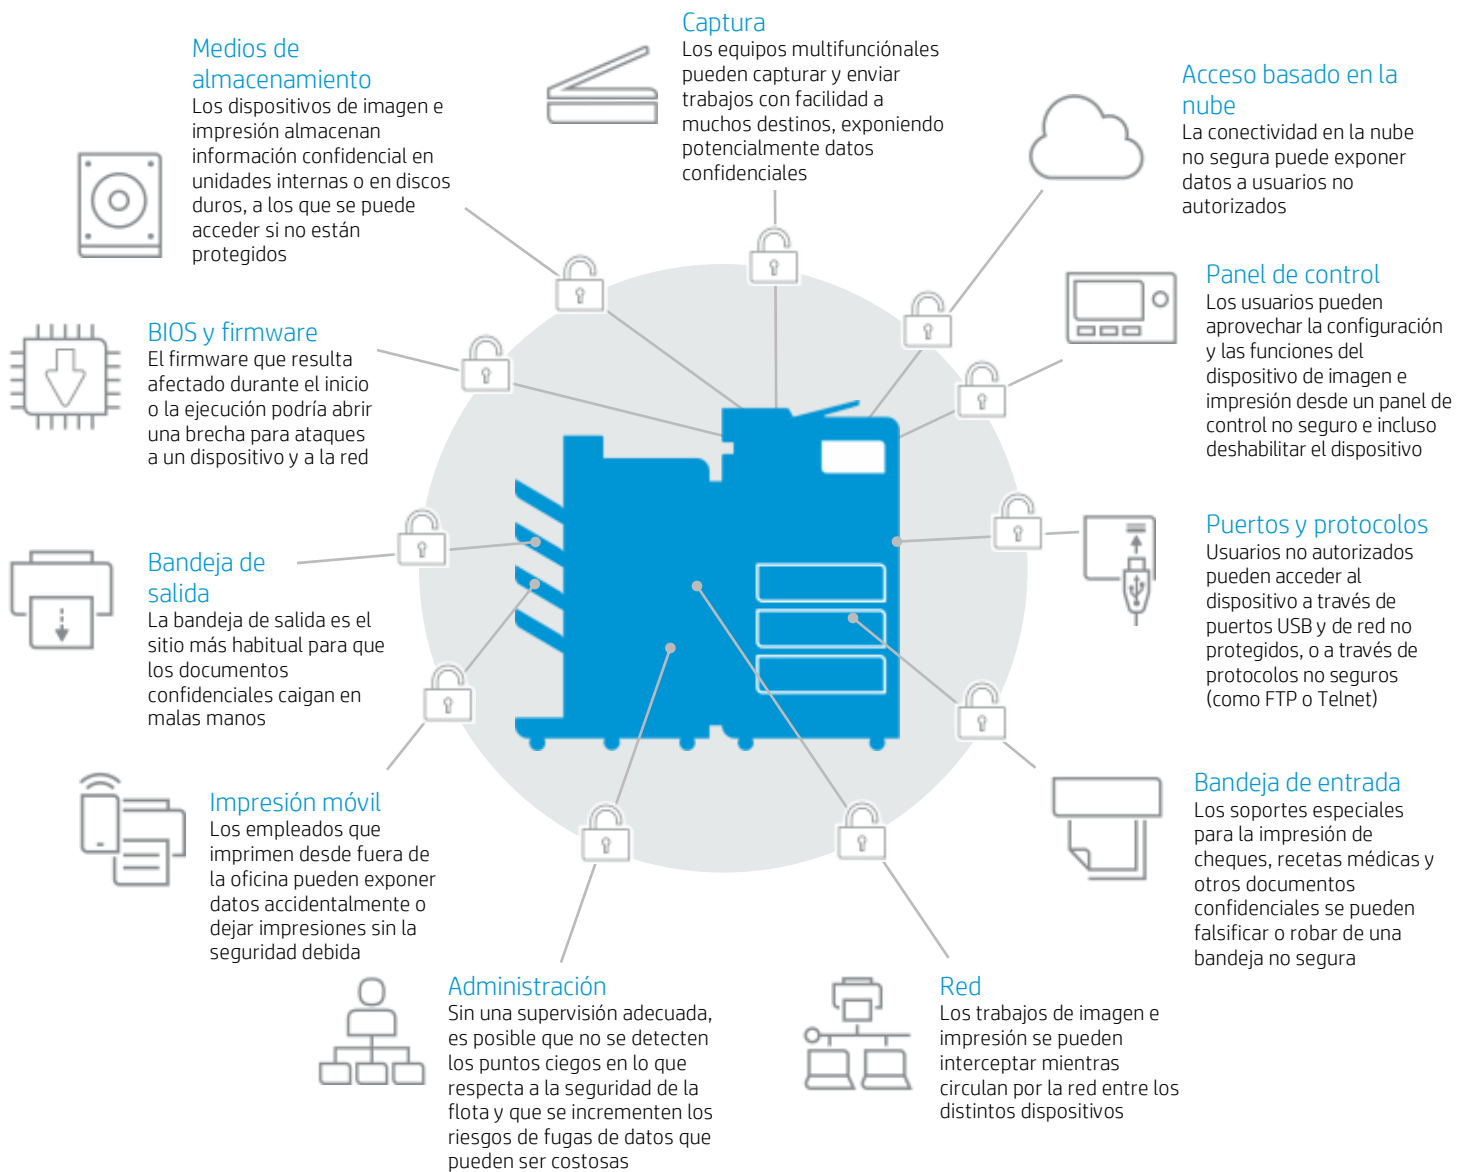 Medios de
almacenamiento
Los dispositivos de imagen e
impresión almacenan
información confidencial en
unidades internas o en discos
duros, a los que se puede
acceder si no están
protegidos
Captura
Los equipos multifunciónales
pueden capturar y enviar
trabajos con facilidad a
muchos destinos, exponiendo
potencialmente datos
confidenciales
Acceso basado en la
nube
La conectividad en la nube
no segura puede exponer
datos a usuarios no
autorizados
BIOS y firmware
El firmware que resulta
afectado durante el inicio
o la ejecución podría abrir
una brecha para ataques
a un dispositivo y a la red
Panel de control
Los usuarios pueden
aprovechar la configuración
y las funciones del
dispositivo de imagen e
impresión desde un panel de
control no seguro e incluso
deshabilitar el dispositivo
Bandeja de
salida
La bandeja de salida es el
sitio más habitual para que
los documentos
confidenciales caigan en
malas manos
Puertos y protocolos
Usuarios no autorizados
pueden acceder al
dispositivo a través de
puertos USB y de red no
protegidos, o a través de
protocolos no seguros
(como FTP o Telnet)
Impresión móvil
Los empleados que
imprimen desde fuera de
la oficina pueden exponer
datos accidentalmente o
dejar impresiones sin la
seguridad debida
Bandeja de entrada
Los soportes especiales
para la impresión de
cheques, recetas médicas y
otros documentos
confidenciales se pueden
falsificar o robar de una
bandeja no segura
Administración
Sin una supervisión adecuada,
es posible que no se detecten
los puntos ciegos en lo que
respecta a la seguridad de la
flota y que se incrementen los
riesgos de fugas de datos que
pueden ser costosas
Red
Los trabajos de imagen e
impresión se pueden
interceptar mientras
circulan por la red entre los
distintos dispositivos